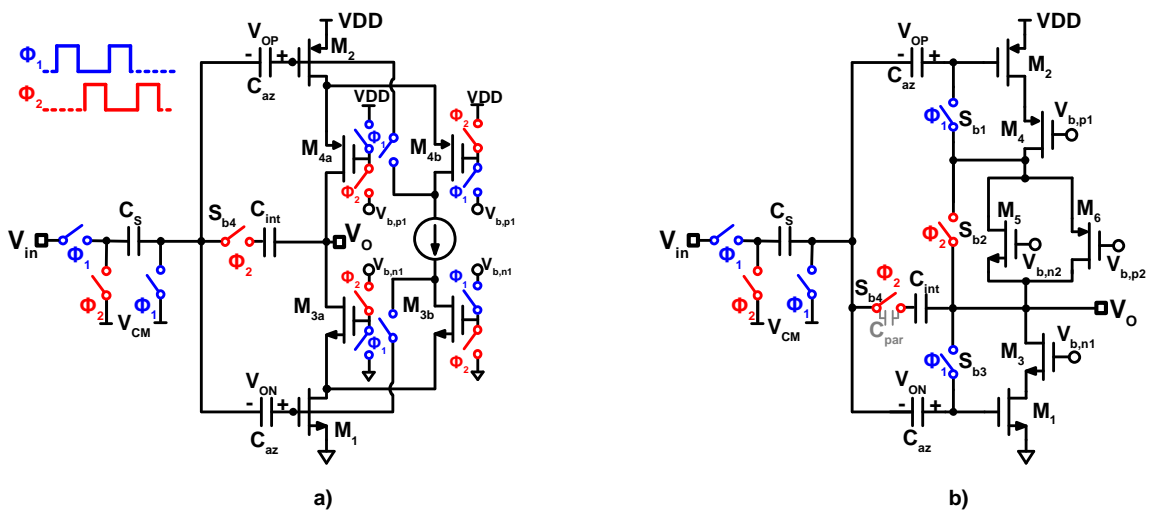 Φ1
Φ2
VDD
VOP
- +
M2
Caz
VDD
VDD
Φ1
Φ1
Φ2
M4a
M4b
Φ2
Φ1
Vb,p1
Vb,p1
CS
Sb4
Cint
Vin
Φ1
Φ2
VO
Φ2
Φ1
VCM
Vb,n1
Vb,n1
Φ2
Φ1
M3a
M3b
Φ1
Φ1
Φ2
VON
- +
Caz
M1
a)
VDD
VOP
- +
Caz
M2
Φ1
Sb1
M4
Vb,p1
CS
Φ2
Sb2
M5
M6
Vb,n2
Vb,p2
Vin
Φ1
Φ2
Φ1
VCM
Φ2
Sb4
Cint
Cpar
VO
Φ1
Sb3
M3
Vb,n1
VON
- +
Caz
M1
b)